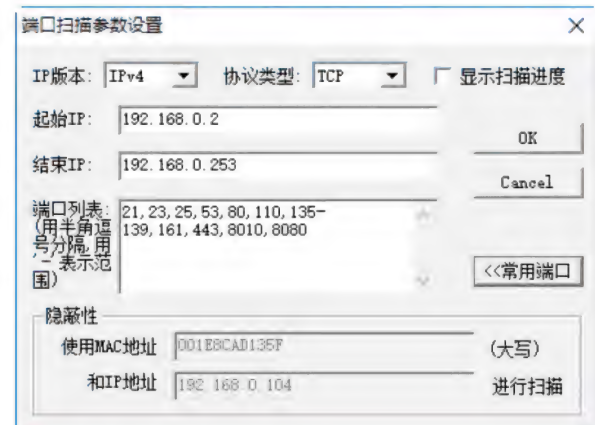 端口扫描参数设置
IP版本: IPv4 协议类型: TCP 显示扫描进度
起始IP: 192.168.0.2
OK
结束IP: 192.168.0.253
Cancel
端口列表:
(用半角逗
号分隔,用
'-'表示范
围)
21,23,25,53,80,110,135-
139,161,443,8010,8080
<<常用端口
隐蔽性
使用MAC地址 001E8CAD135F (大写)
和IP地址 192.168.0.104 进行扫描